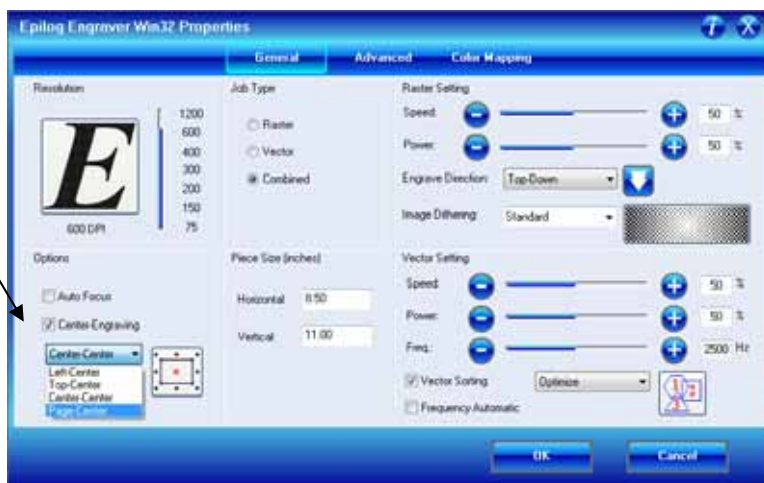 Epilog Engraver Win32 Properties
General Advanced Color Mapping
Resolution
1200
600
400
300
200
150
75
600 DPI
Job Type
Raster
Vector
Combined
Raster Setting
Speed: 50 %
Power: 50 %
Engrave Direction: Top-Down
Image Dithering: Standard
Options
Auto Focus
Center-Engraving
Center-Center
Left-Center
Top-Center
Center-Center
Page-Center
Piece Size (inches)
Horizontal 8.50
Vertical 11.00
Vector Setting
Speed: 50 %
Power: 50 %
Freq.: 2500 Hz
Vector Sorting Optimize
Frequency Automatic
OK Cancel